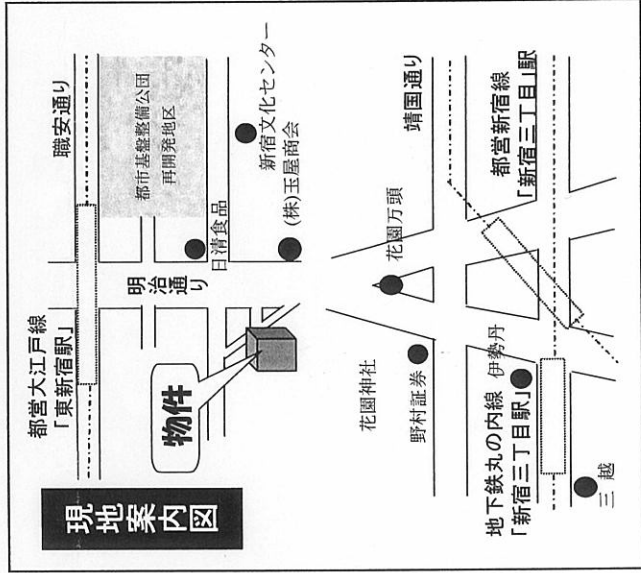 現地案内図
都営大江戸線
「東新宿駅」
職安通り
都市基盤整備公団
再開発地区
明治通り
日清食品
新宿文化センター
(株)玉屋商会
物件
花園神社
花園万頭
靖国通り
野村証券
伊勢丹
都営新宿線
「新宿三丁目」駅
地下鉄丸の内線
「新宿三丁目駅」
三越